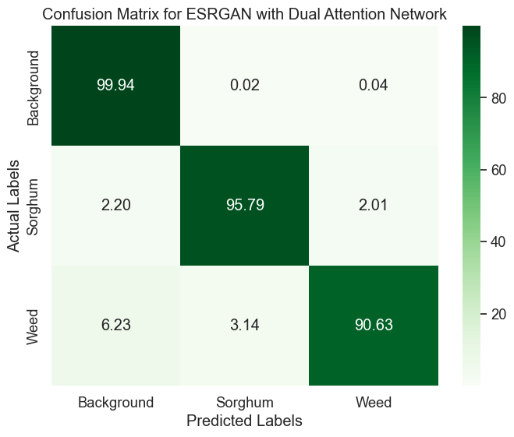 Confusion Matrix for ESRGAN with Dual Attention Network
Actual Labels
Background
99.94 0.02 0.04
Sorghum
2.20 95.79 2.01
Weed
6.23 3.14 90.63
Background Sorghum Weed
Predicted Labels
80
60
40
20